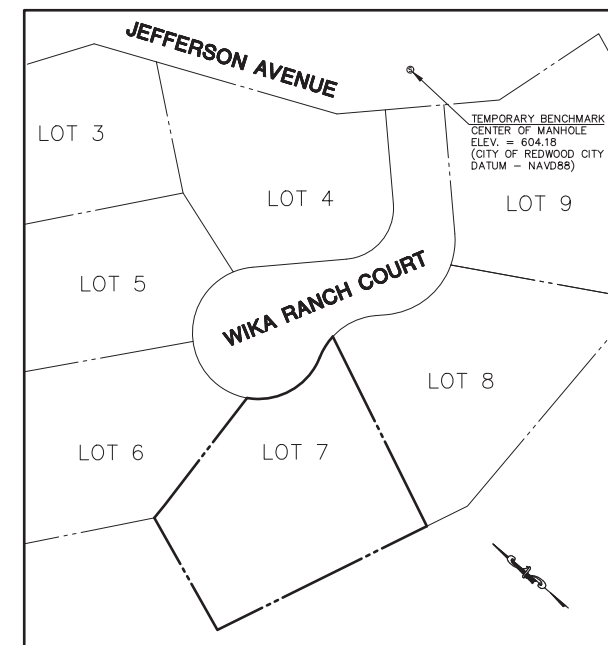 JEFFERSON AVENUE
TEMPORARY BENCHMARK
CENTER OF MANHOLE
ELEV. = 604.18
(CITY OF REDWOOD CITY
DATUM - NAVD88)
LOT 3
LOT 4
LOT 9
LOT 5
WIKA RANCH COURT
LOT 8
LOT 6
LOT 7